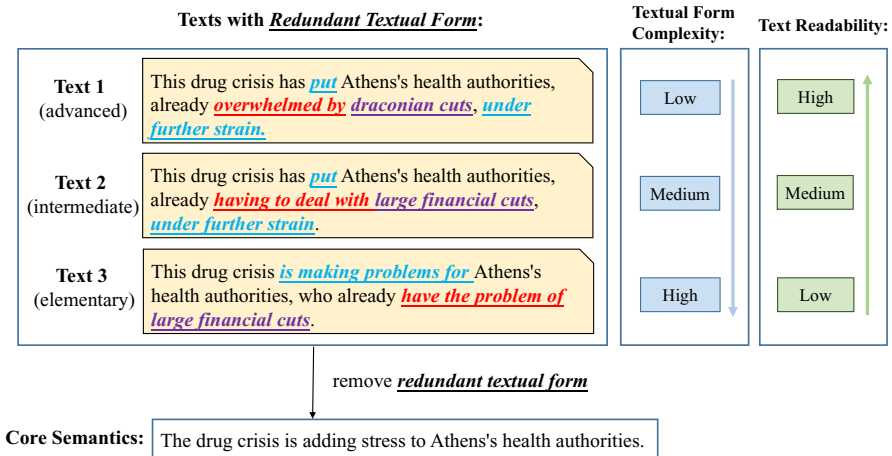 Texts with Redundant Textual Form:
Textual Form
Complexity:
Text Readability:
Text 1
(advanced)
This drug crisis has put Athens's health authorities,
already overwhelmed by draconian cuts, under
further strain.
Low
High
Text 2
(intermediate)
This drug crisis has put Athens's health authorities,
already having to deal with large financial cuts,
under further strain.
Medium
Medium
Text 3
(elementary)
This drug crisis is making problems for Athens's
health authorities, who already have the problem of
large financial cuts.
High
Low
remove redundant textual form
Core Semantics:
The drug crisis is adding stress to Athens's health authorities.